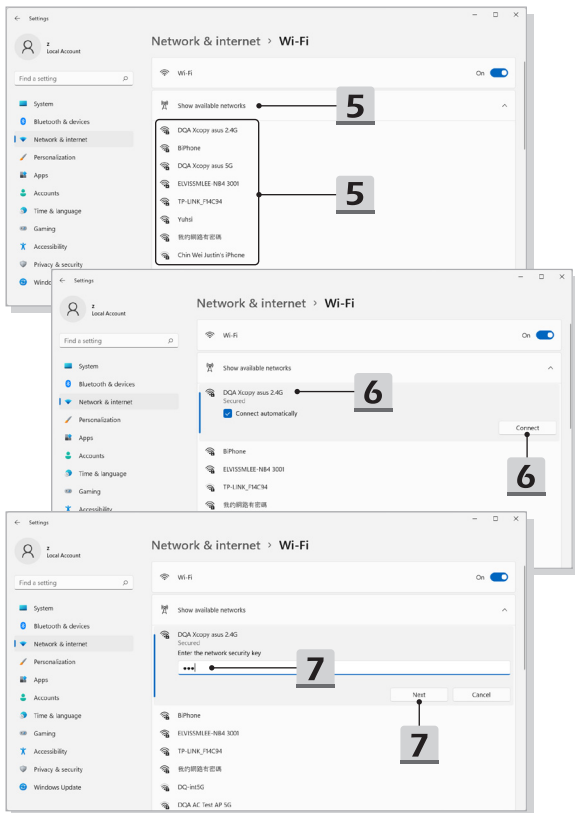 ← Settings
z
Local Account
Find a setting
System
Bluetooth & devices
Network & internet
Personalization
Apps
Accounts
Time & language
Gaming
Accessibility
Privacy & security
Windo
Network & internet › Wi-Fi
Wi-Fi
On
Show available networks
5
DQA Xcopy asus 2.4G
BiPhone
DQA Xcopy asus 5G
ELVISSMLEE-NB4 3001
5
TP-LINK_F14C94
Yuhsi
我的網路有密碼
Chin Wei Justin's iPhone
← Settings
z
Local Account
Find a setting
System
Bluetooth & devices
Network & internet
Personalization
Apps
Accounts
Time & language
Gaming
Accessibility
Network & internet › Wi-Fi
Wi-Fi
On
Show available networks
DQA Xcopy asus 2.4G
6
Secured
Connect automatically
Connect
6
BiPhone
ELVISSMLEE-NB4 3001
TP-LINK_F14C94
我的網路有密碼
← Settings
z
Local Account
Find a setting
System
Bluetooth & devices
Network & internet
Personalization
Apps
Accounts
Time & language
Gaming
Accessibility
Privacy & security
Windows Update
Network & internet › Wi-Fi
Wi-Fi
On
Show available networks
DQA Xcopy asus 2.4G
Secured
Enter the network security key
•••
7
Next
Cancel
7
BiPhone
ELVISSMLEE-NB4 3001
TP-LINK_F14C94
我的網路有密碼
DQ-int5G
DQA AC Test AP 5G